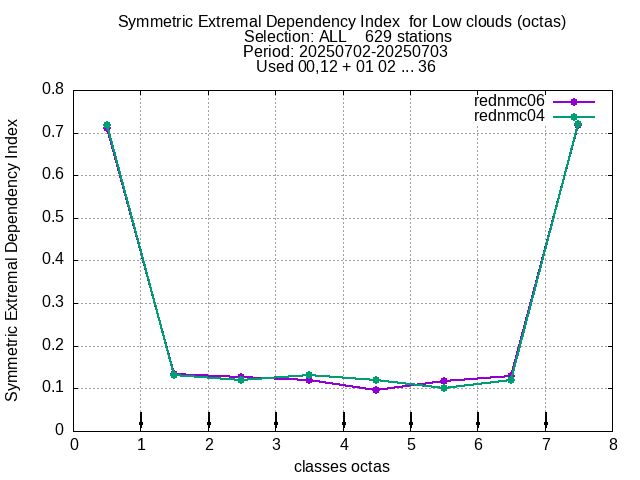 Symmetric Extremal Dependency Index  for Low clouds (octas)
Selection: ALL    629 stations
Period: 20250702-20250703
Used 00,12 + 01 02 ... 36
rednmc06
rednmc04
Symmetric Extremal Dependency Index
0.8
0.7
0.6
0.5
0.4
0.3
0.2
0.1
0
0 1 2 3 4 5 6 7 8
classes octas